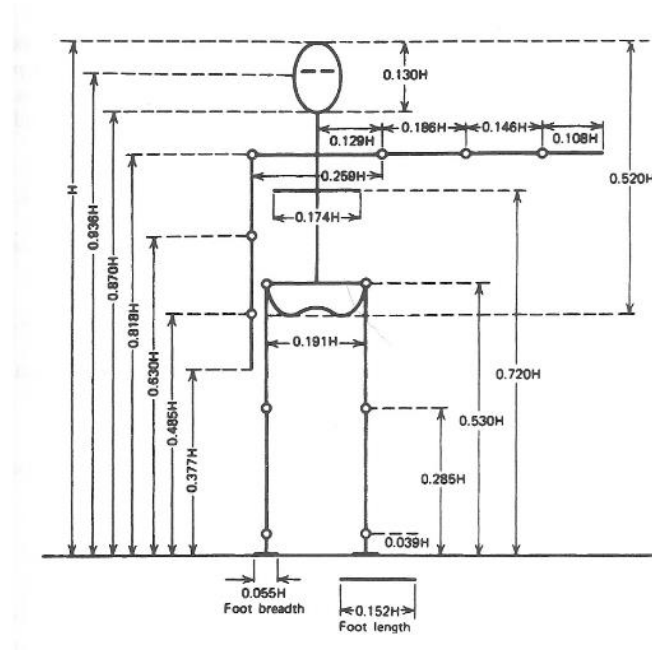 0.130H
0.186H
0.146H
0.129H
0.108H
0.259H
0.520H
0.174H
H
0.936H
0.870H
0.818H
0.630H
0.485H
0.377H
0.191H
0.720H
0.530H
0.285H
0.039H
0.055H
Foot breadth
0.152H
Foot length